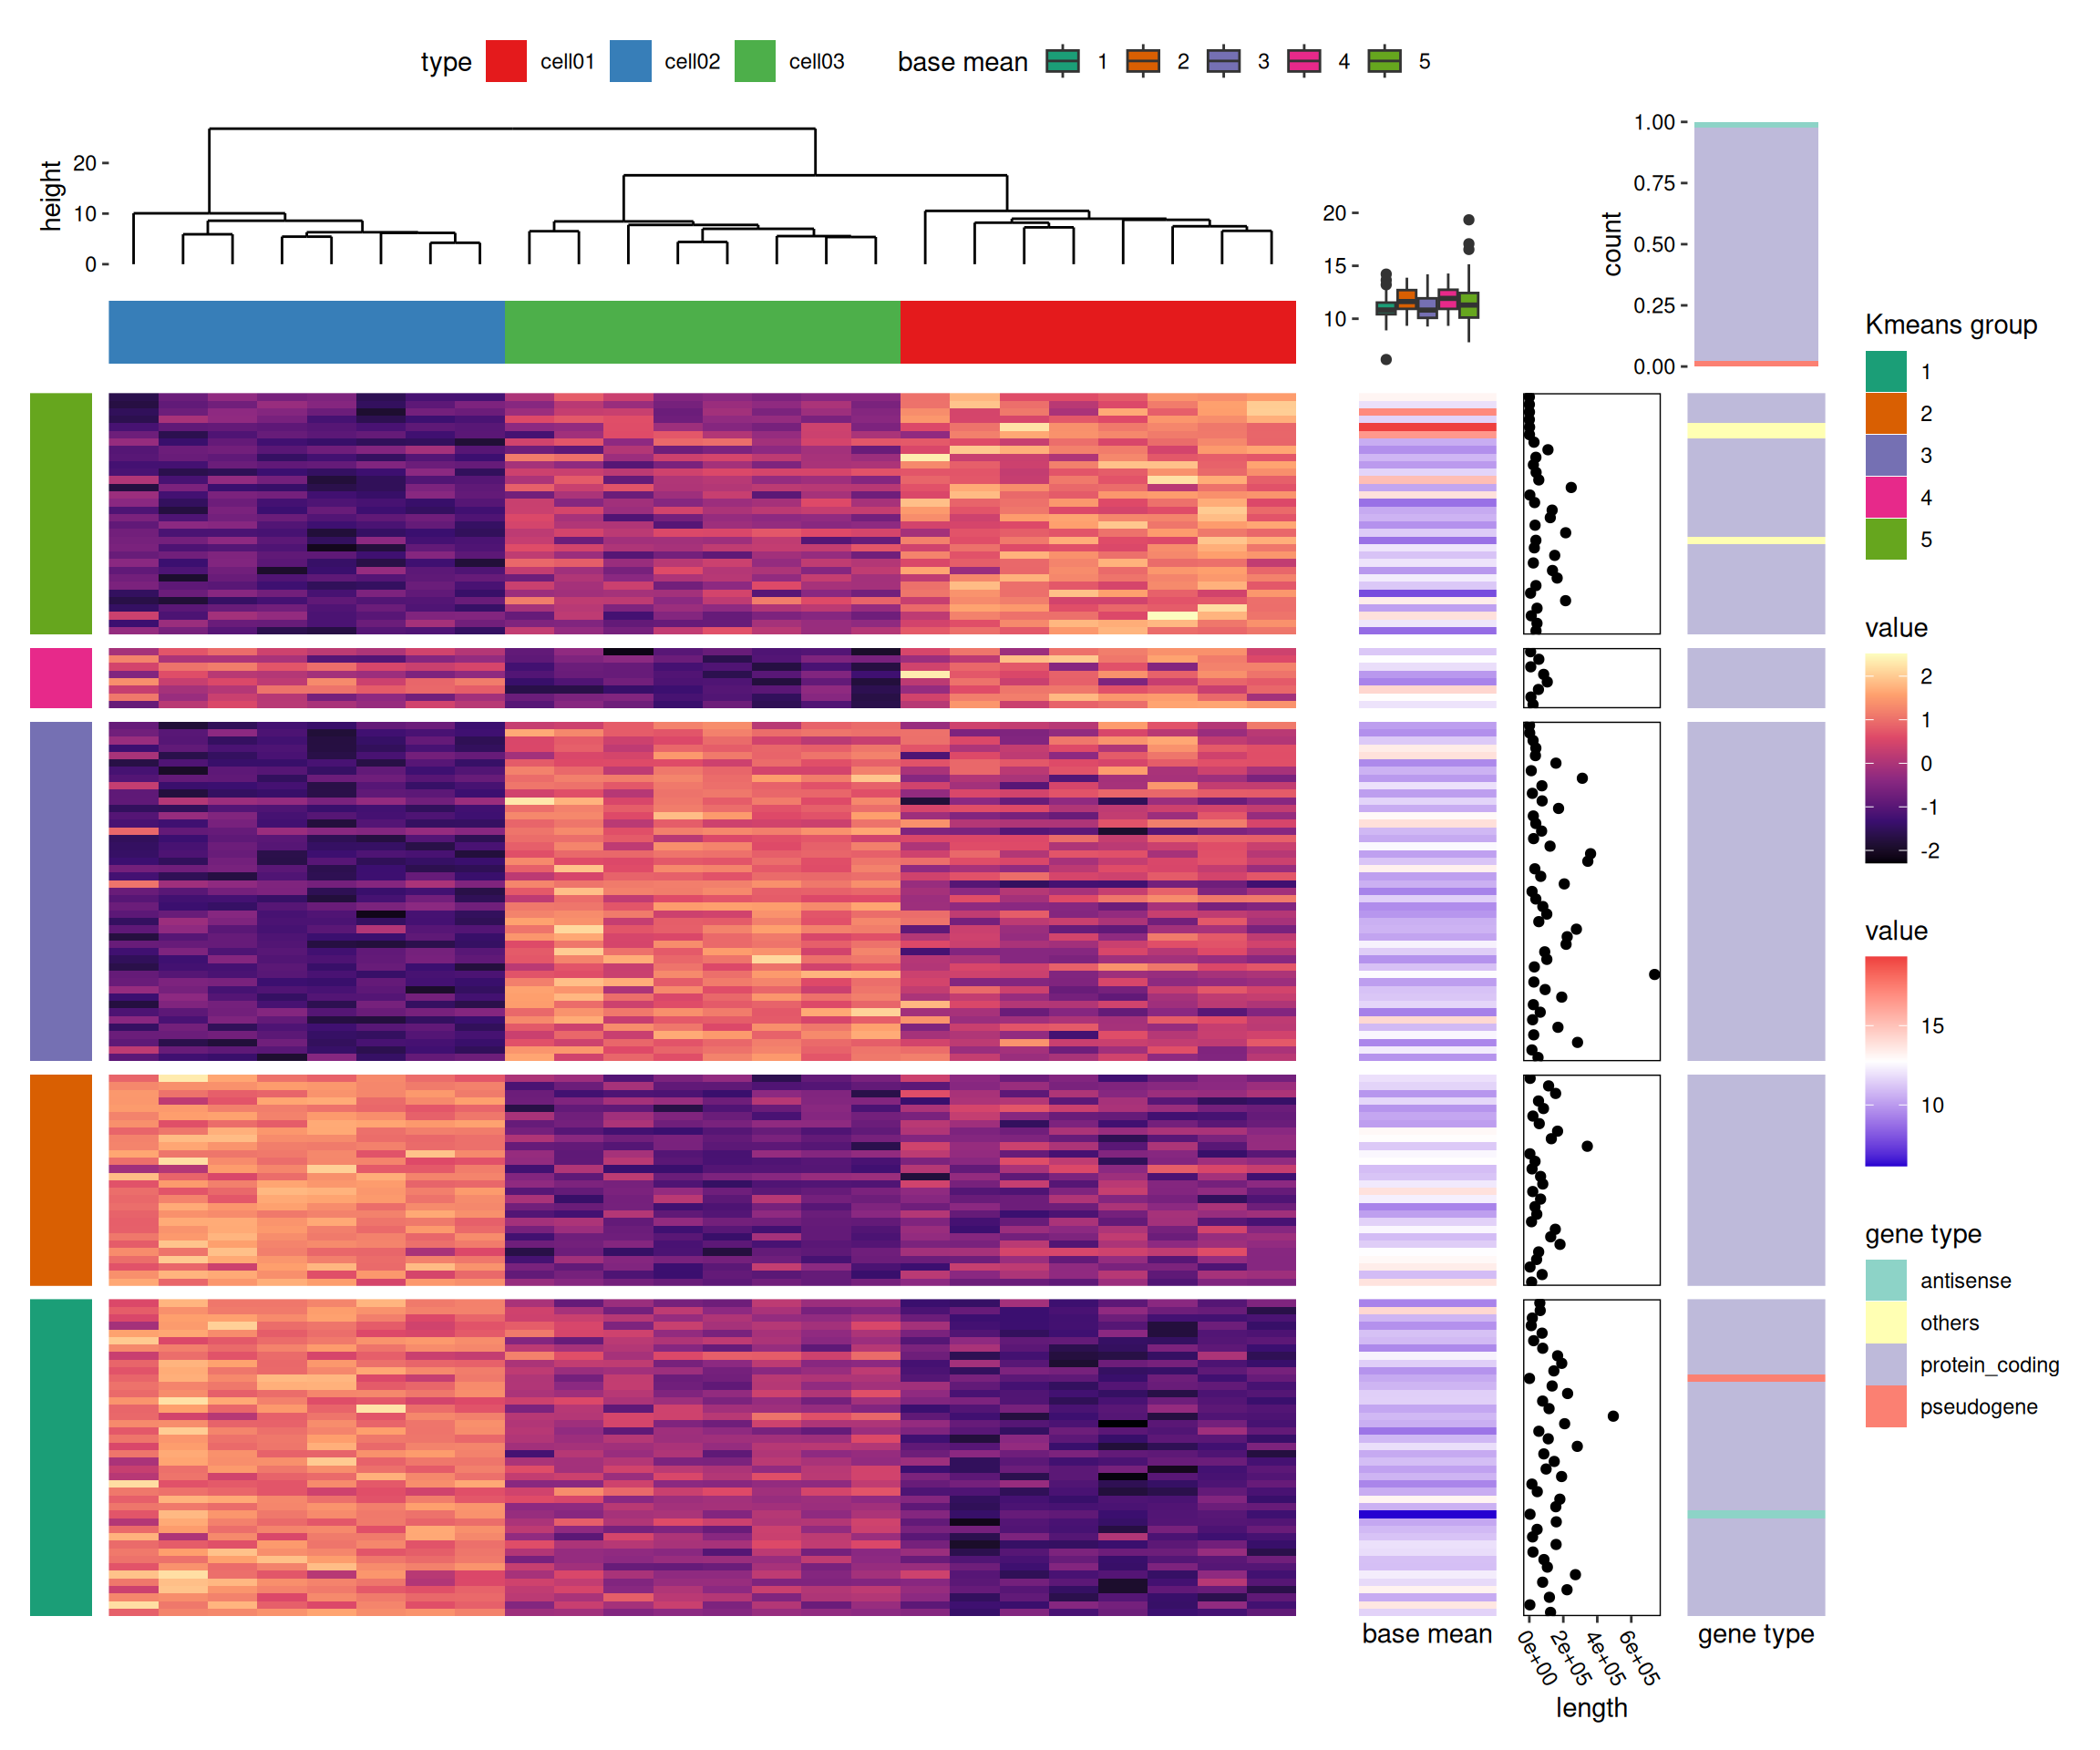 type cell01 cell02 cell03 base mean 1 2 3 4 5
height
20
10
0
20
15
10
count
1.00
0.75
0.50
0.25
0.00
Kmeans group
1
2
3
4
5
value
2
1
0
-1
-2
value
15
10
gene type
antisense
others
protein_coding
pseudogene
base mean
0e+00 2e+05 4e+05 6e+05
length
gene type